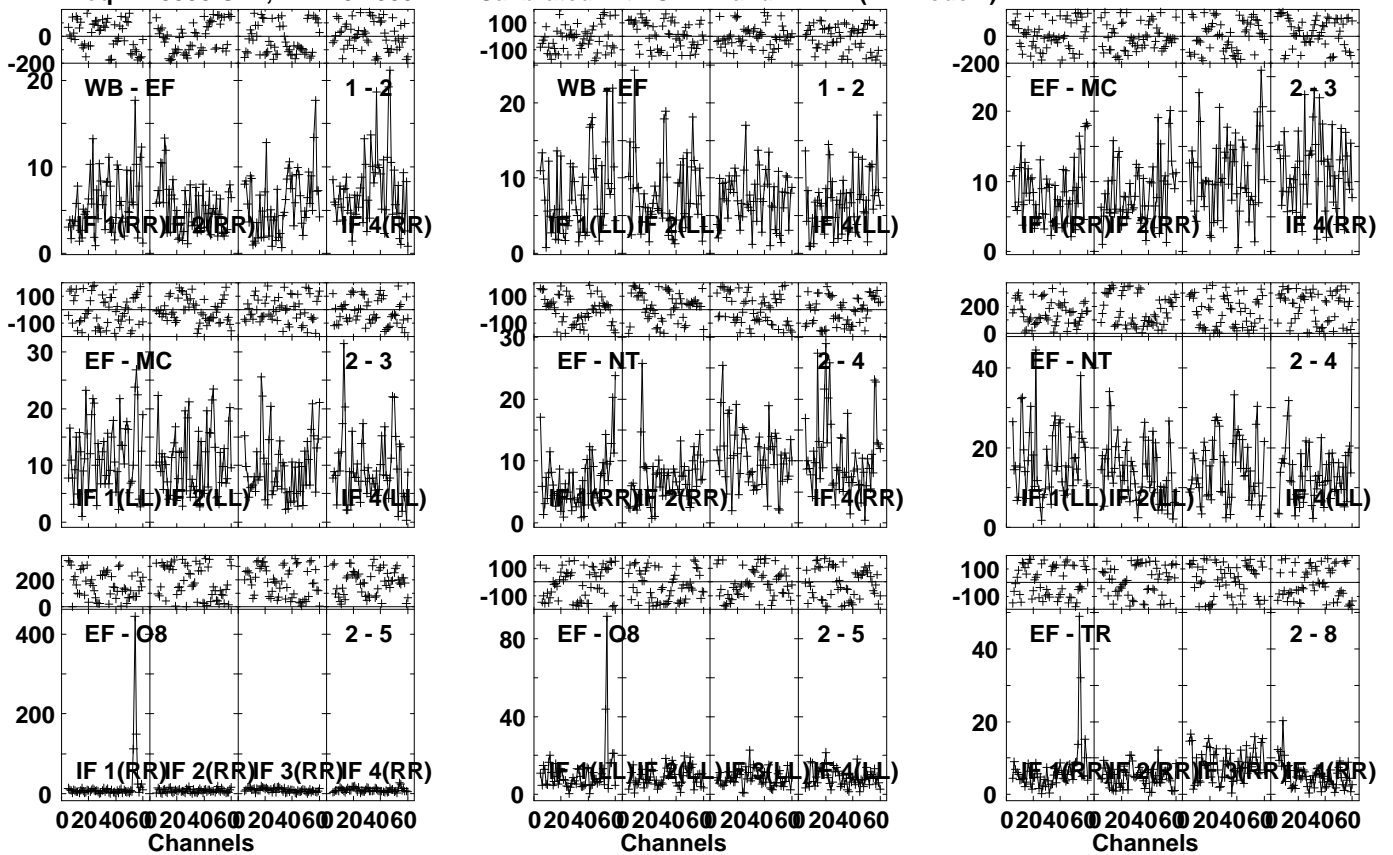 0
-200
20
10
0
WB - EF
1 - 2
IF 1(RR)
IF 2(RR)
IF 4(RR)
100
-100
20
10
0
WB - EF
1 - 2
IF 1(LL)
IF 2(LL)
IF 4(LL)
0
-200
20
10
0
EF - MC
2 - 3
IF 1(RR)
IF 2(RR)
IF 4(RR)
100
-100
30
20
10
0
EF - MC
2 - 3
IF 1(LL)
IF 2(LL)
IF 4(LL)
100
-100
30
20
10
0
EF - NT
2 - 4
IF 1(RR)
IF 2(RR)
IF 4(RR)
200
0
40
20
0
EF - NT
2 - 4
IF 1(LL)
IF 2(LL)
IF 4(LL)
200
0
400
200
0
EF - O8
2 - 5
IF 1(RR)
IF 2(RR)
IF 3(RR)
IF 4(RR)
0 20 40 60 0 20 40 60 0 20 40 60 0 20 40 60
Channels
100
-100
80
40
0
EF - O8
2 - 5
IF 1(LL)
IF 2(LL)
IF 3(LL)
IF 4(LL)
0 20 40 60 0 20 40 60 0 20 40 60 0 20 40 60
Channels
100
-100
40
20
0
EF - TR
2 - 8
IF 1(RR)
IF 2(RR)
IF 3(RR)
IF 4(RR)
0 20 40 60 0 20 40 60 0 20 40 60 0 20 40 60
Channels